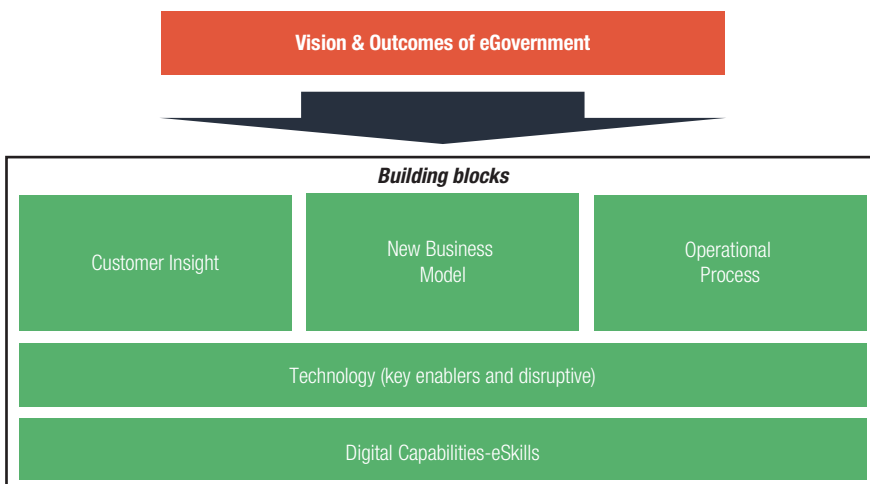 Vision & Outcomes of eGovernment
Building blocks
Customer Insight
New Business
Model
Operational
Process
Technology (key enablers and disruptive)
Digital Capabilities-eSkills